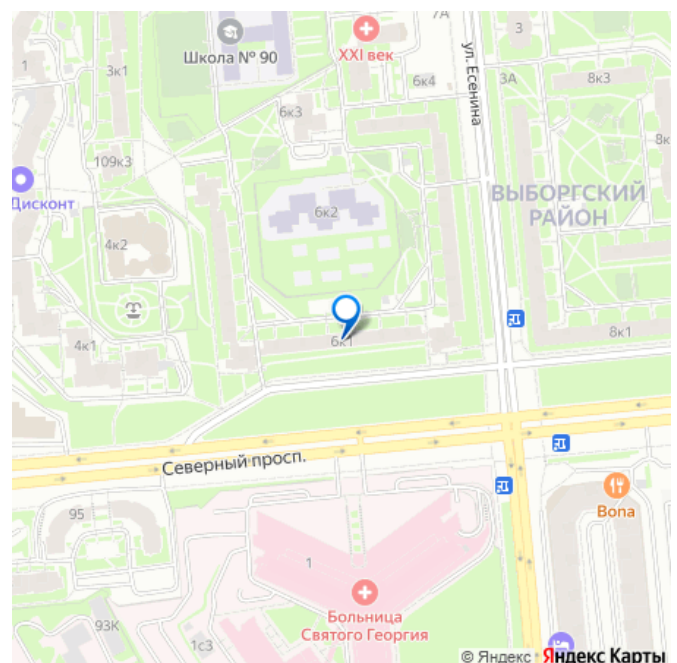 7А
3
1
Школа № 90
XXI век
3к1
6к4
ул. Есенина
3А
8к3
6к3
8к
109к3
Дисконт
ВЫБОРГСКИЙ
РАЙОН
6к2
4к2
4к1
6к1
8к1
Северный просп.
95
Bona
1
Больница
Святого Георгия
93К
1с3
© Яндекс Яндекс Карты